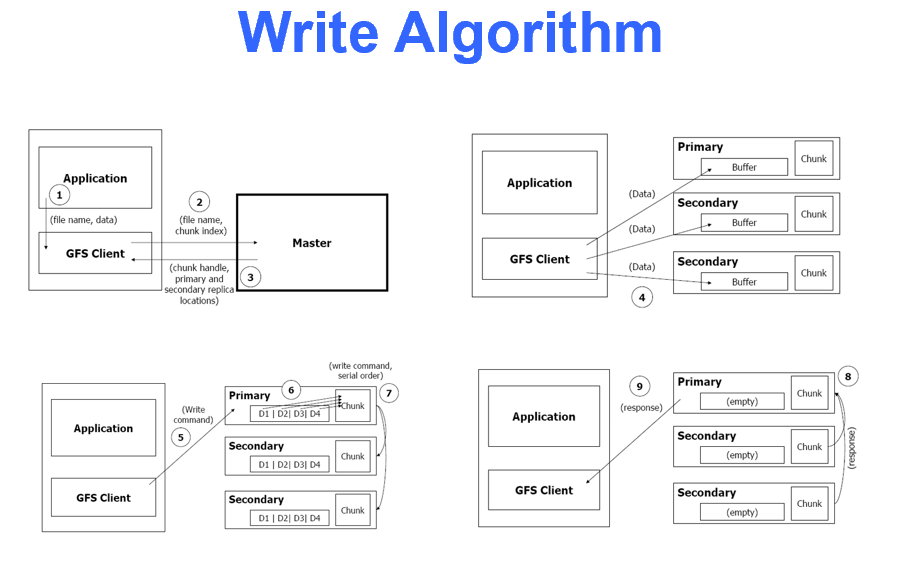 Write Algorithm
Application
1
(file name, data)
GFS Client
2
(file name,
chunk index)
Master
(chunk handle,
primary and
secondary replica
locations)
3
Application
GFS Client
(Data)
(Data)
(Data)
4
Primary
Buffer
Chunk
Secondary
Buffer
Chunk
Secondary
Buffer
Chunk
Application
GFS Client
(Write
command)
5
Primary
6
D1 | D2| D3| D4
Chunk
(write command,
serial order)
7
Secondary
D1 | D2| D3| D4
Chunk
Secondary
D1 | D2| D3| D4
Chunk
Application
GFS Client
9
(response)
Primary
(empty)
Chunk
8
Secondary
(empty)
Chunk
(response)
Secondary
(empty)
Chunk